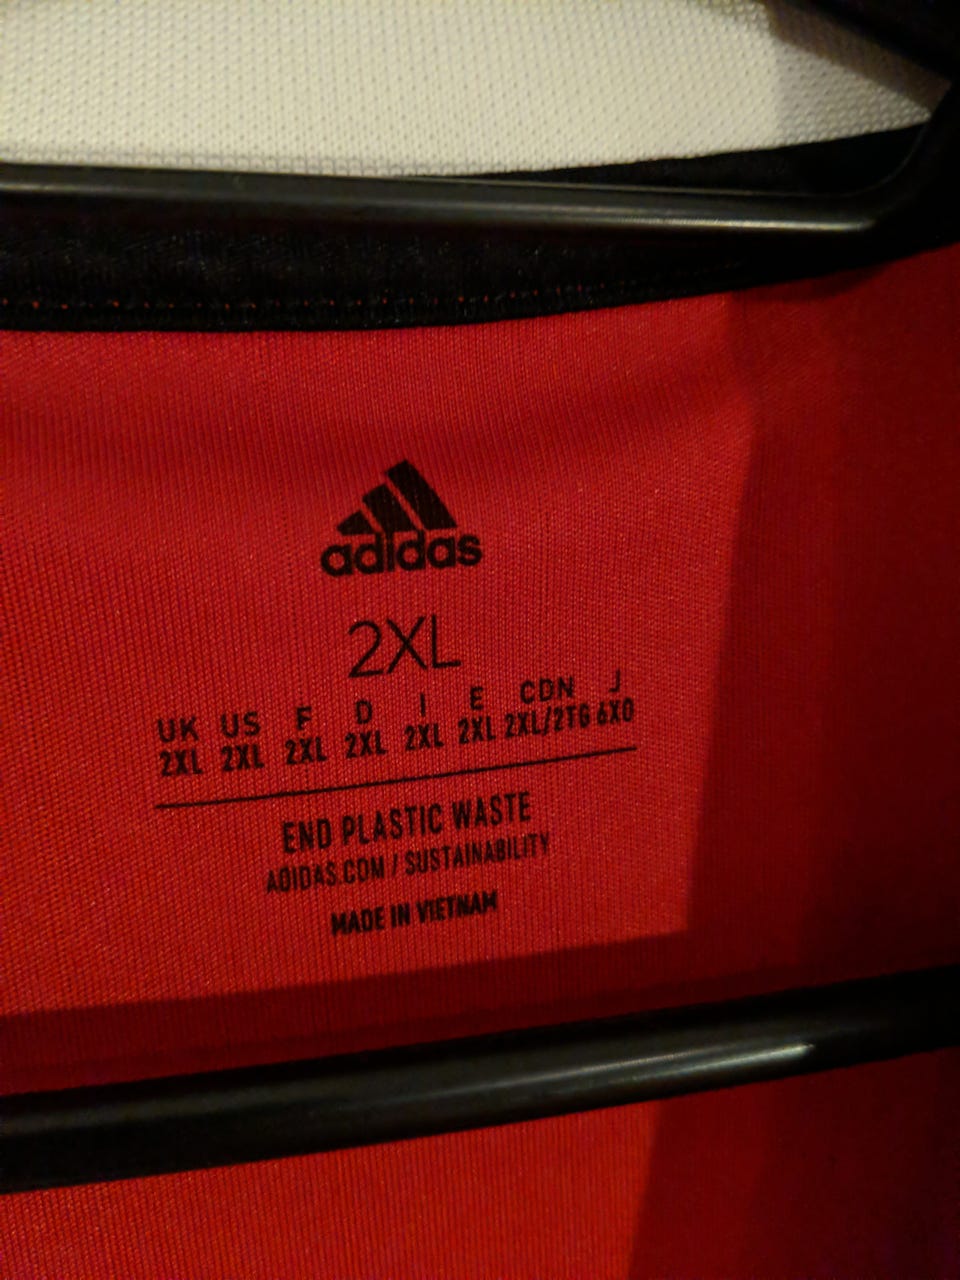 adidas
2XL
UK US F D I E CDN J
2XL 2XL 2XL 2XL 2XL 2XL 2XL/2TG 6XO
END PLASTIC WASTE
ADIDAS.COM / SUSTAINABILITY
MADE IN VIETNAM